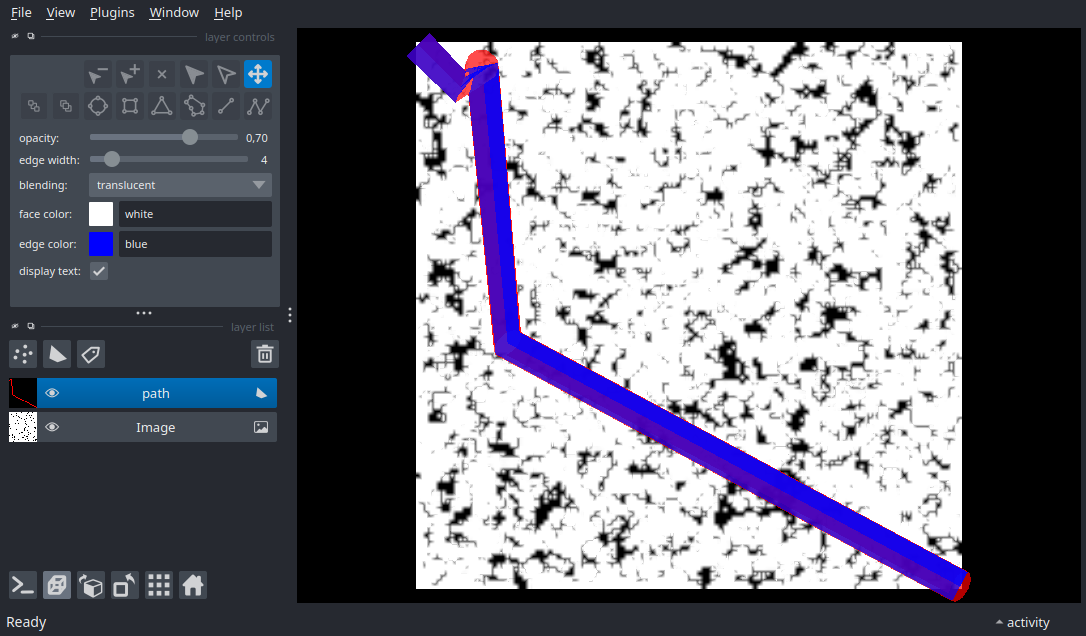 File View Plugins Window Help
layer controls
opacity: 0,70
edge width: 4
blending: translucent
face color: white
edge color: blue
display text:
layer list
path
Image
Ready activity